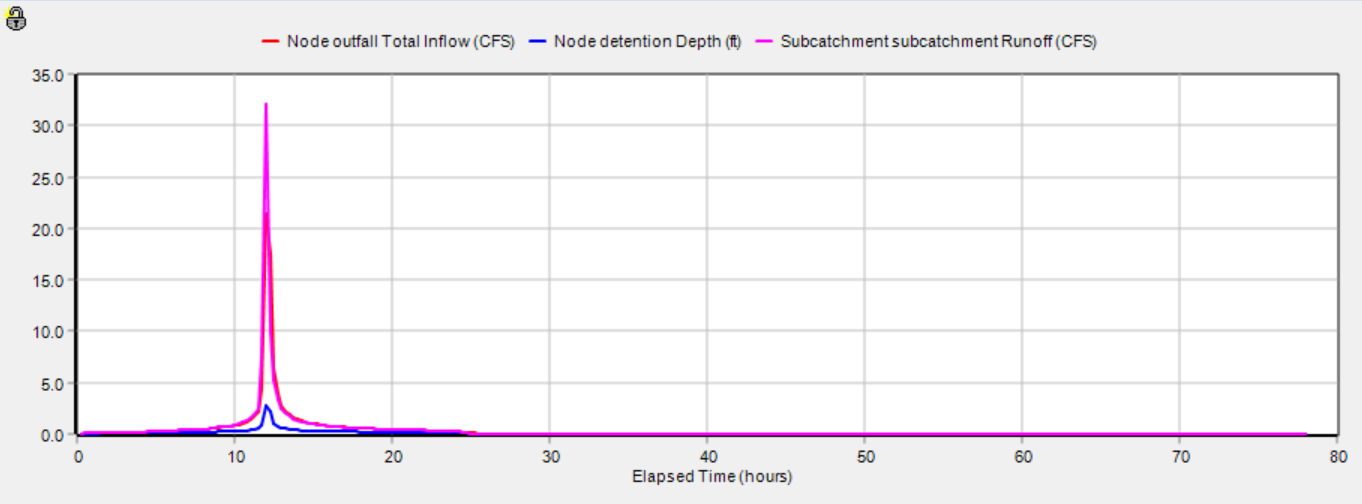 Node outfall Total Inflow (CFS) Node detention Depth (ft) Subcatchment subcatchment Runoff (CFS)
35.0
30.0
25.0
20.0
15.0
10.0
5.0
0.0
0 10 20 30 40 50 60 70 80
Elapsed Time (hours)